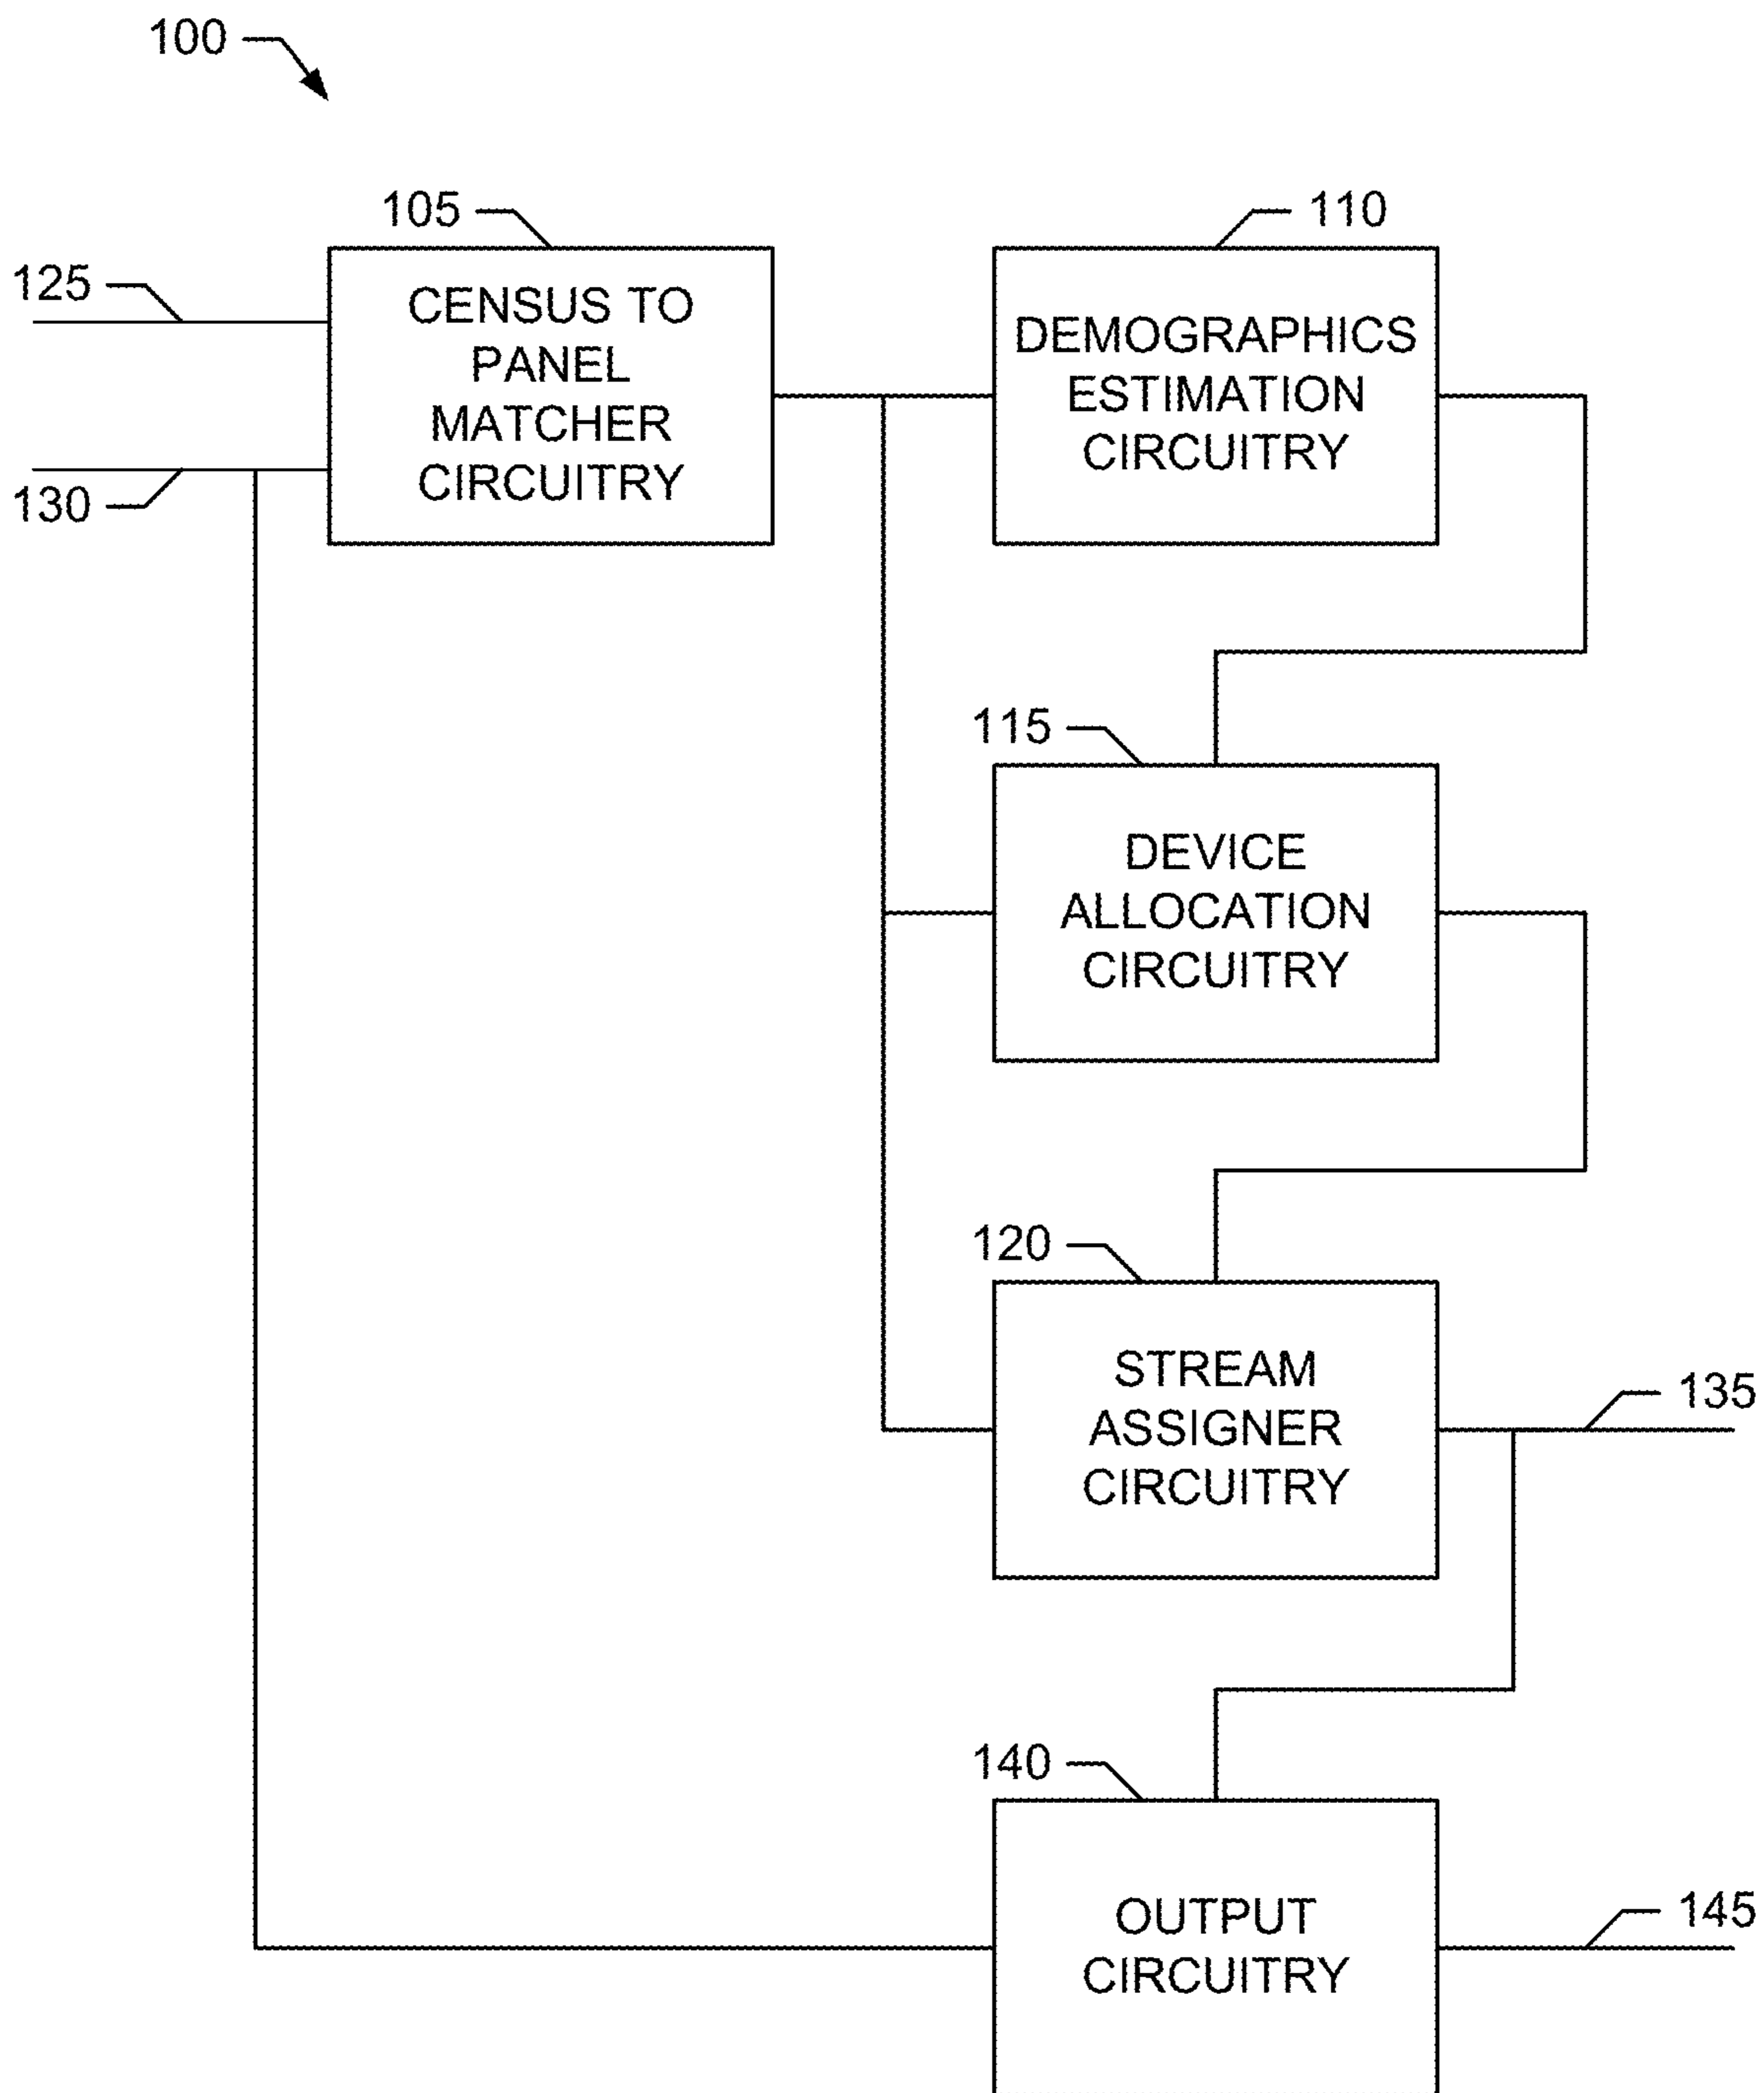 100
105
110
125
CENSUS TO
PANEL
MATCHER
CIRCUITRY
DEMOGRAPHICS
ESTIMATION
CIRCUITRY
130
115
DEVICE
ALLOCATION
CIRCUITRY
120
STREAM
ASSIGNER
CIRCUITRY
135
140
OUTPUT
CIRCUITRY
145